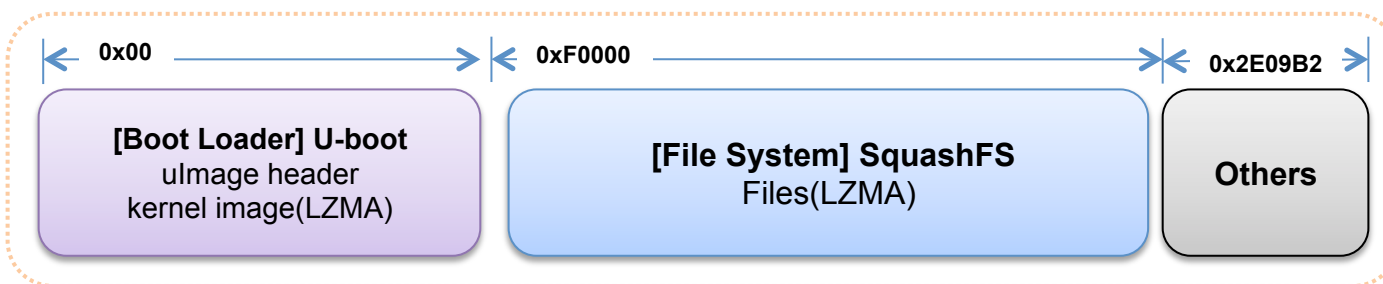 0x00
0xF0000
0x2E09B2
[Boot Loader] U-boot
uImage header
kernel image(LZMA)
[File System] SquashFS
Files(LZMA)
Others